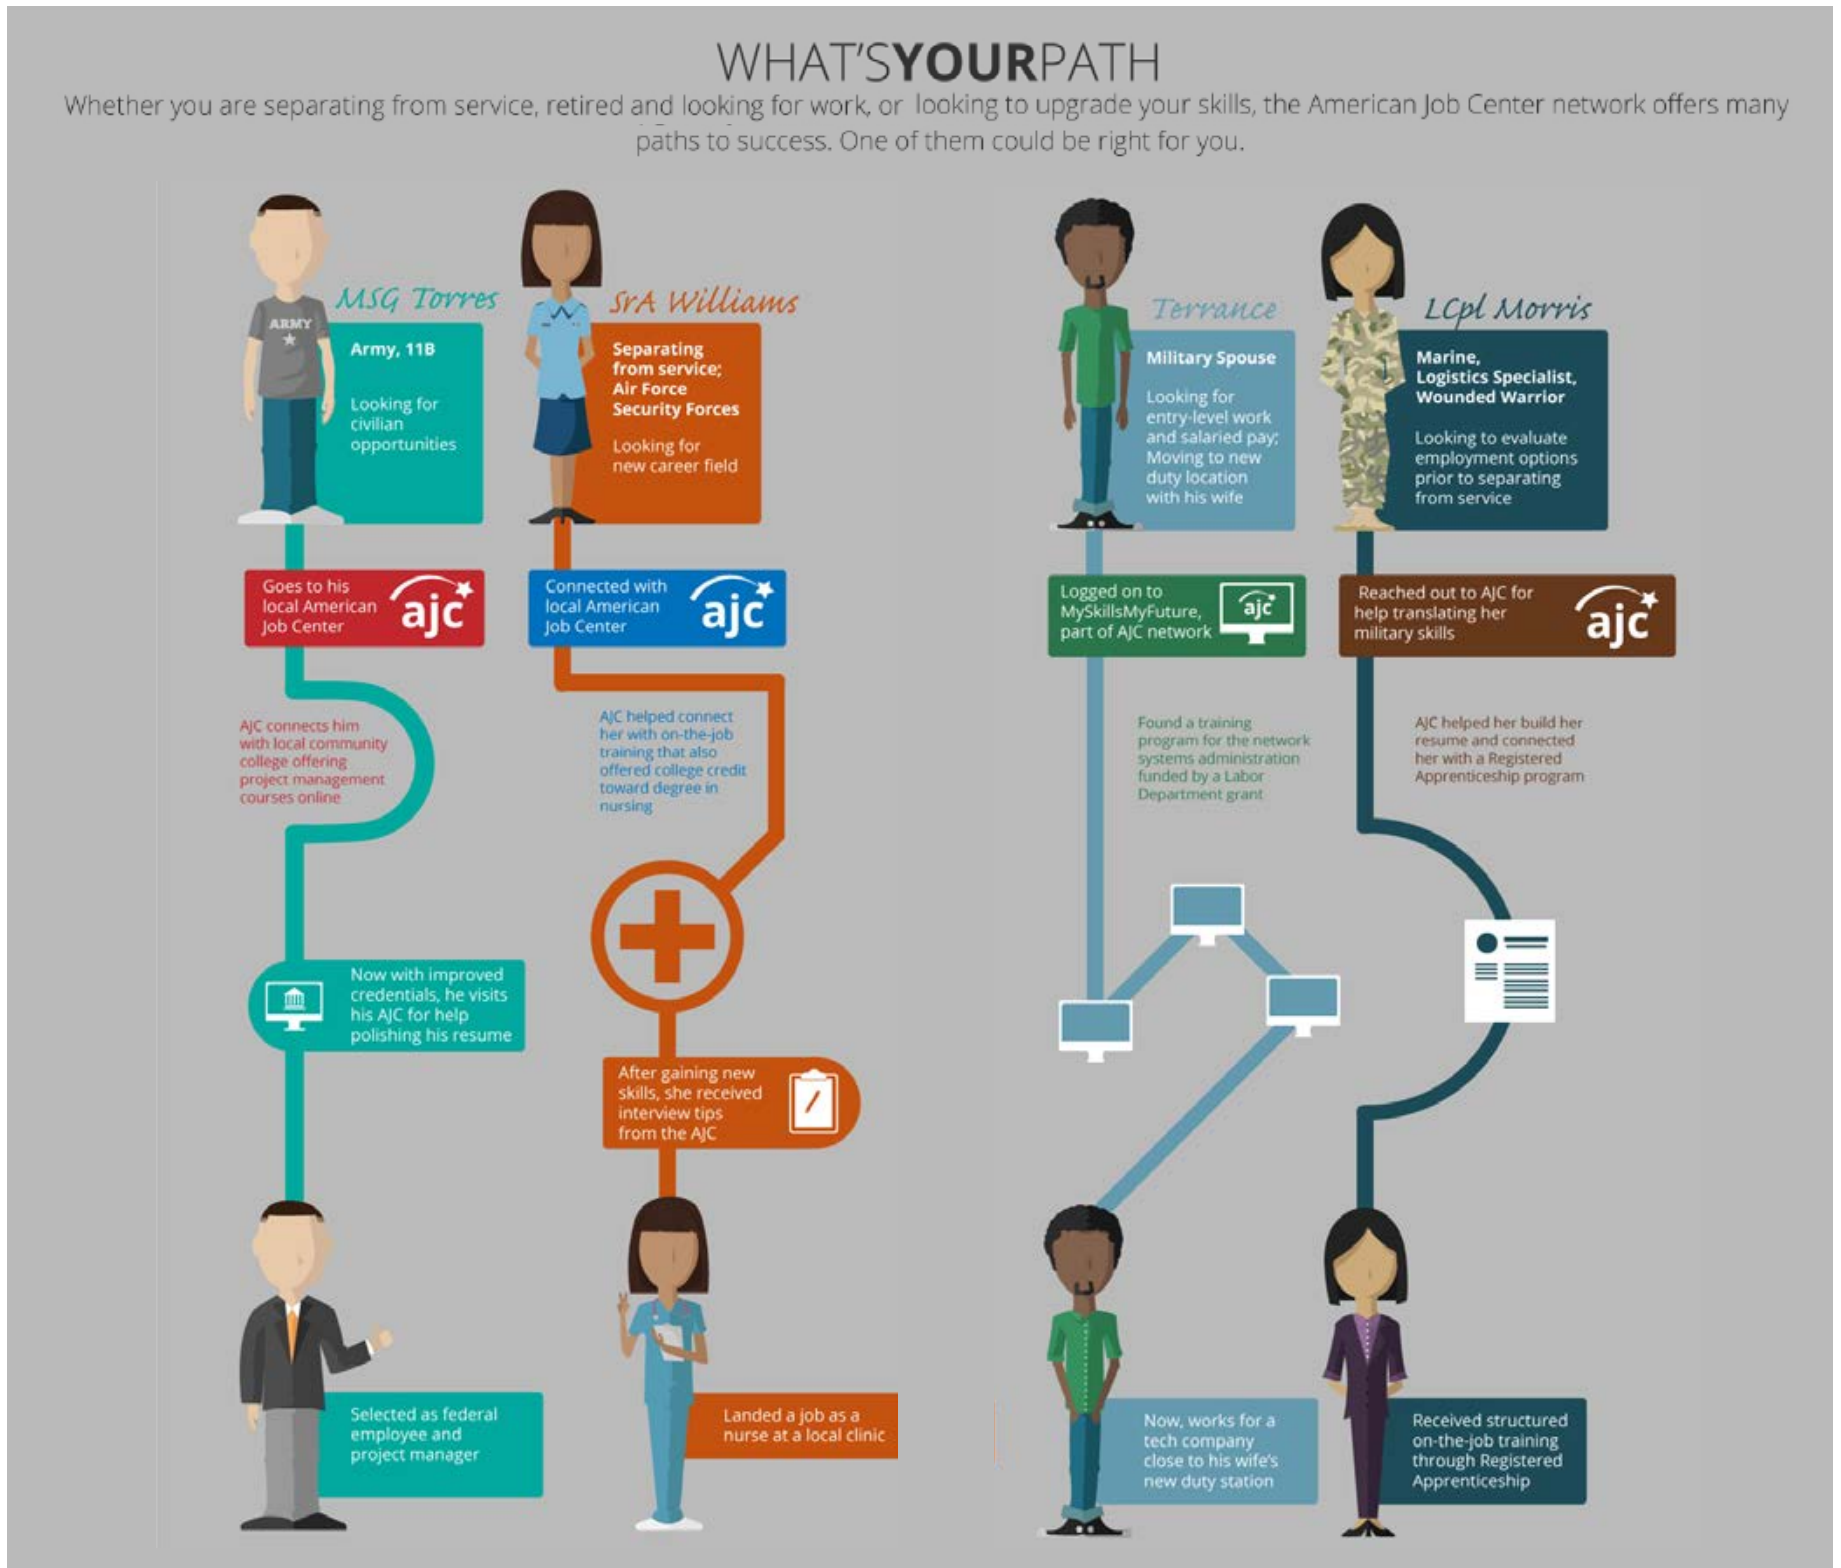 WHAT'SYOURPATH
Whether you are separating from service, retired and looking for work, or looking to upgrade your skills, the American Job Center network offers many
paths to success. One of them could be right for you.
MSG Torres
ARMY
Army, 11B
Looking for
civilian
opportunities
Goes to his
local American
Job Center
ajc
AJC connects him
with local community
college offering
project management
courses online
Now with improved
credentials, he visits
his AJC for help
polishing his resume
Selected as federal
employee and
project manager
SrA Williams
Separating
from service;
Air Force
Security Forces
Looking for
new career field
Connected with
local American
Job Center
ajc
AJC helped connect
her with on-the-job
training that also
offered college credit
toward degree in
nursing
After gaining new
skills, she received
interview tips
from the AJC
Landed a job as a
nurse at a local clinic
Terrance
Military Spouse
Looking for
entry-level work
and salaried pay;
Moving to new
duty location
with his wife
Logged on to
MySkillsMyFuture,
part of AJC network
ajc
Found a training
program for the network
systems administration
funded by a Labor
Department grant
Now, works for a
tech company
close to his wife's
new duty station
LCpl Morris
Marine,
Logistics Specialist,
Wounded Warrior
Looking to evaluate
employment options
prior to separating
from service
Reached out to AJC for
help translating her
military skills
ajc
AJC helped her build her
resume and connected
her with a Registered
Apprenticeship program
Received structured
on-the-job training
through Registered
Apprenticeship